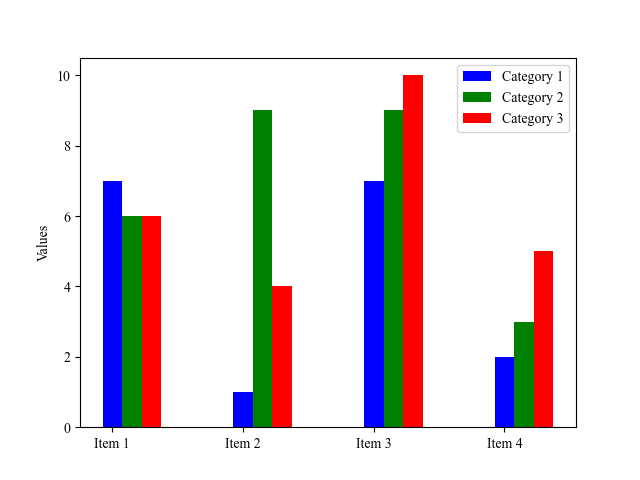 10
8
6
4
2
0
Values
Item 1
Item 2
Item 3
Item 4
Category 1
Category 2
Category 3